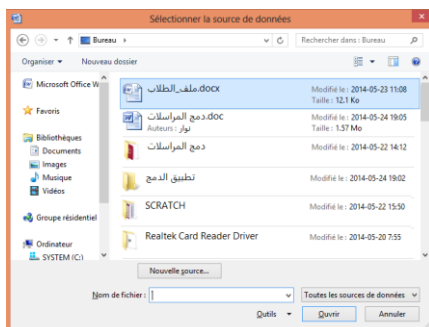 Sélectionner la source de données
Bureau
Rechercher dans : Bureau
Organiser
Nouveau dossier
Microsoft Office W
Favoris
Bibliothèques
Documents
Images
Musique
Vidéos
Groupe résidentiel
Ordinateur
SYSTEM (C:)
ملف_الطلاب.docx
Modifié le : 2014-05-23 11:08
Taille : 12.1 Ko
دمج المراسلات.doc
Auteurs : نوار
Modifié le : 2014-05-24 19:05
Taille : 1.57 Mo
دمج المراسلات
Modifié le : 2014-05-22 14:12
تطبيق الدمج
Modifié le : 2014-05-24 19:02
SCRATCH
Modifié le : 2014-05-22 15:50
Realtek Card Reader Driver
Modifié le : 2014-05-20 7:55
Nouvelle source...
Nom de fichier :
Toutes les sources de données
Outils
Ouvrir
Annuler